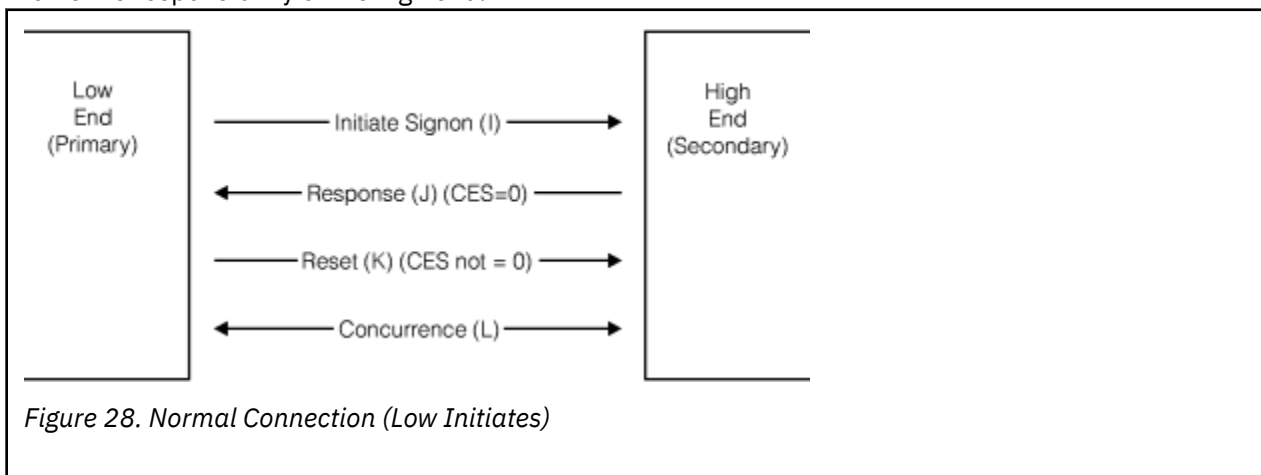 Low
End
(Primary)
High
End
(Secondary)
Initiate Signon (I)
Response (J) (CES=0)
Reset (K) (CES not = 0)
Concurrence (L)
Figure 28. Normal Connection (Low Initiates)